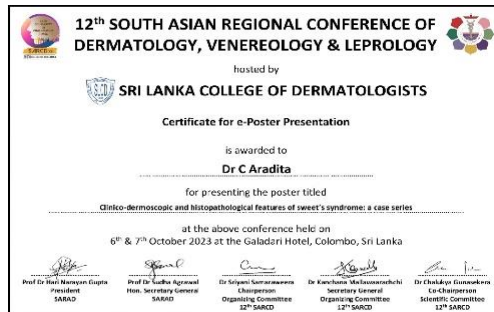 12th SOUTH ASIAN REGIONAL CONFERENCE OF
DERMATOLOGY, VENEREOLOGY & LEPROLOGY
hosted by
SRI LANKA COLLEGE OF DERMATOLOGISTS
Certificate for e-Poster Presentation
is awarded to
Dr C Aradita
for presenting the poster titled
Clinico-dermoscopic and histopathological features of sweet's syndrome: a case series
at the above conference held on
6th & 7th October 2023 at the Galadari Hotel, Colombo, Sri Lanka
Prof Dr Hari Narayan Gupta
President
SARAD
Prof Dr Sudha Agrawal
Hon. Secretary General
SARAD
Dr Sriyani Samaraweera
Chairperson
Organizing Committee
12th SARCD
Dr Kanchana Mallawaarachchi
Secretary General
Organizing Committee
12th SARCD
Dr Chalukya Gunasekera
Co-Chairperson
Scientific Committee
12th SARCD